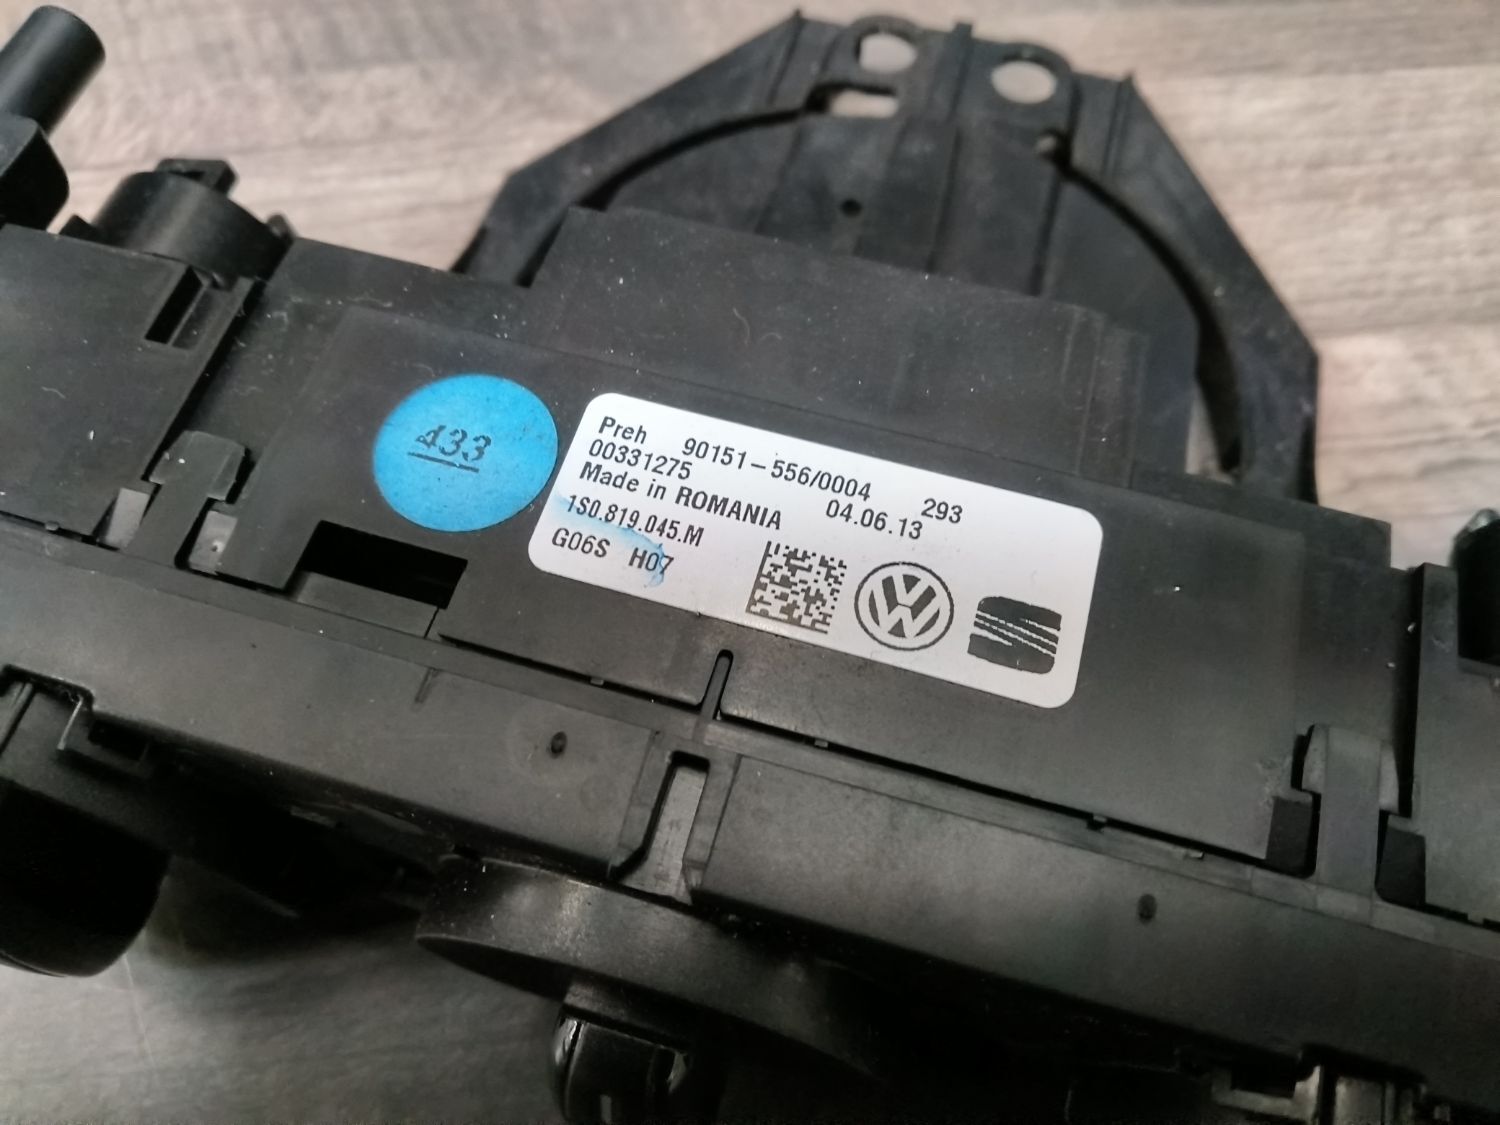 433
Preh 90151-556/0004 293
00331275 04.06.13
Made in ROMANIA
1S0.819.045.M
G06S H07